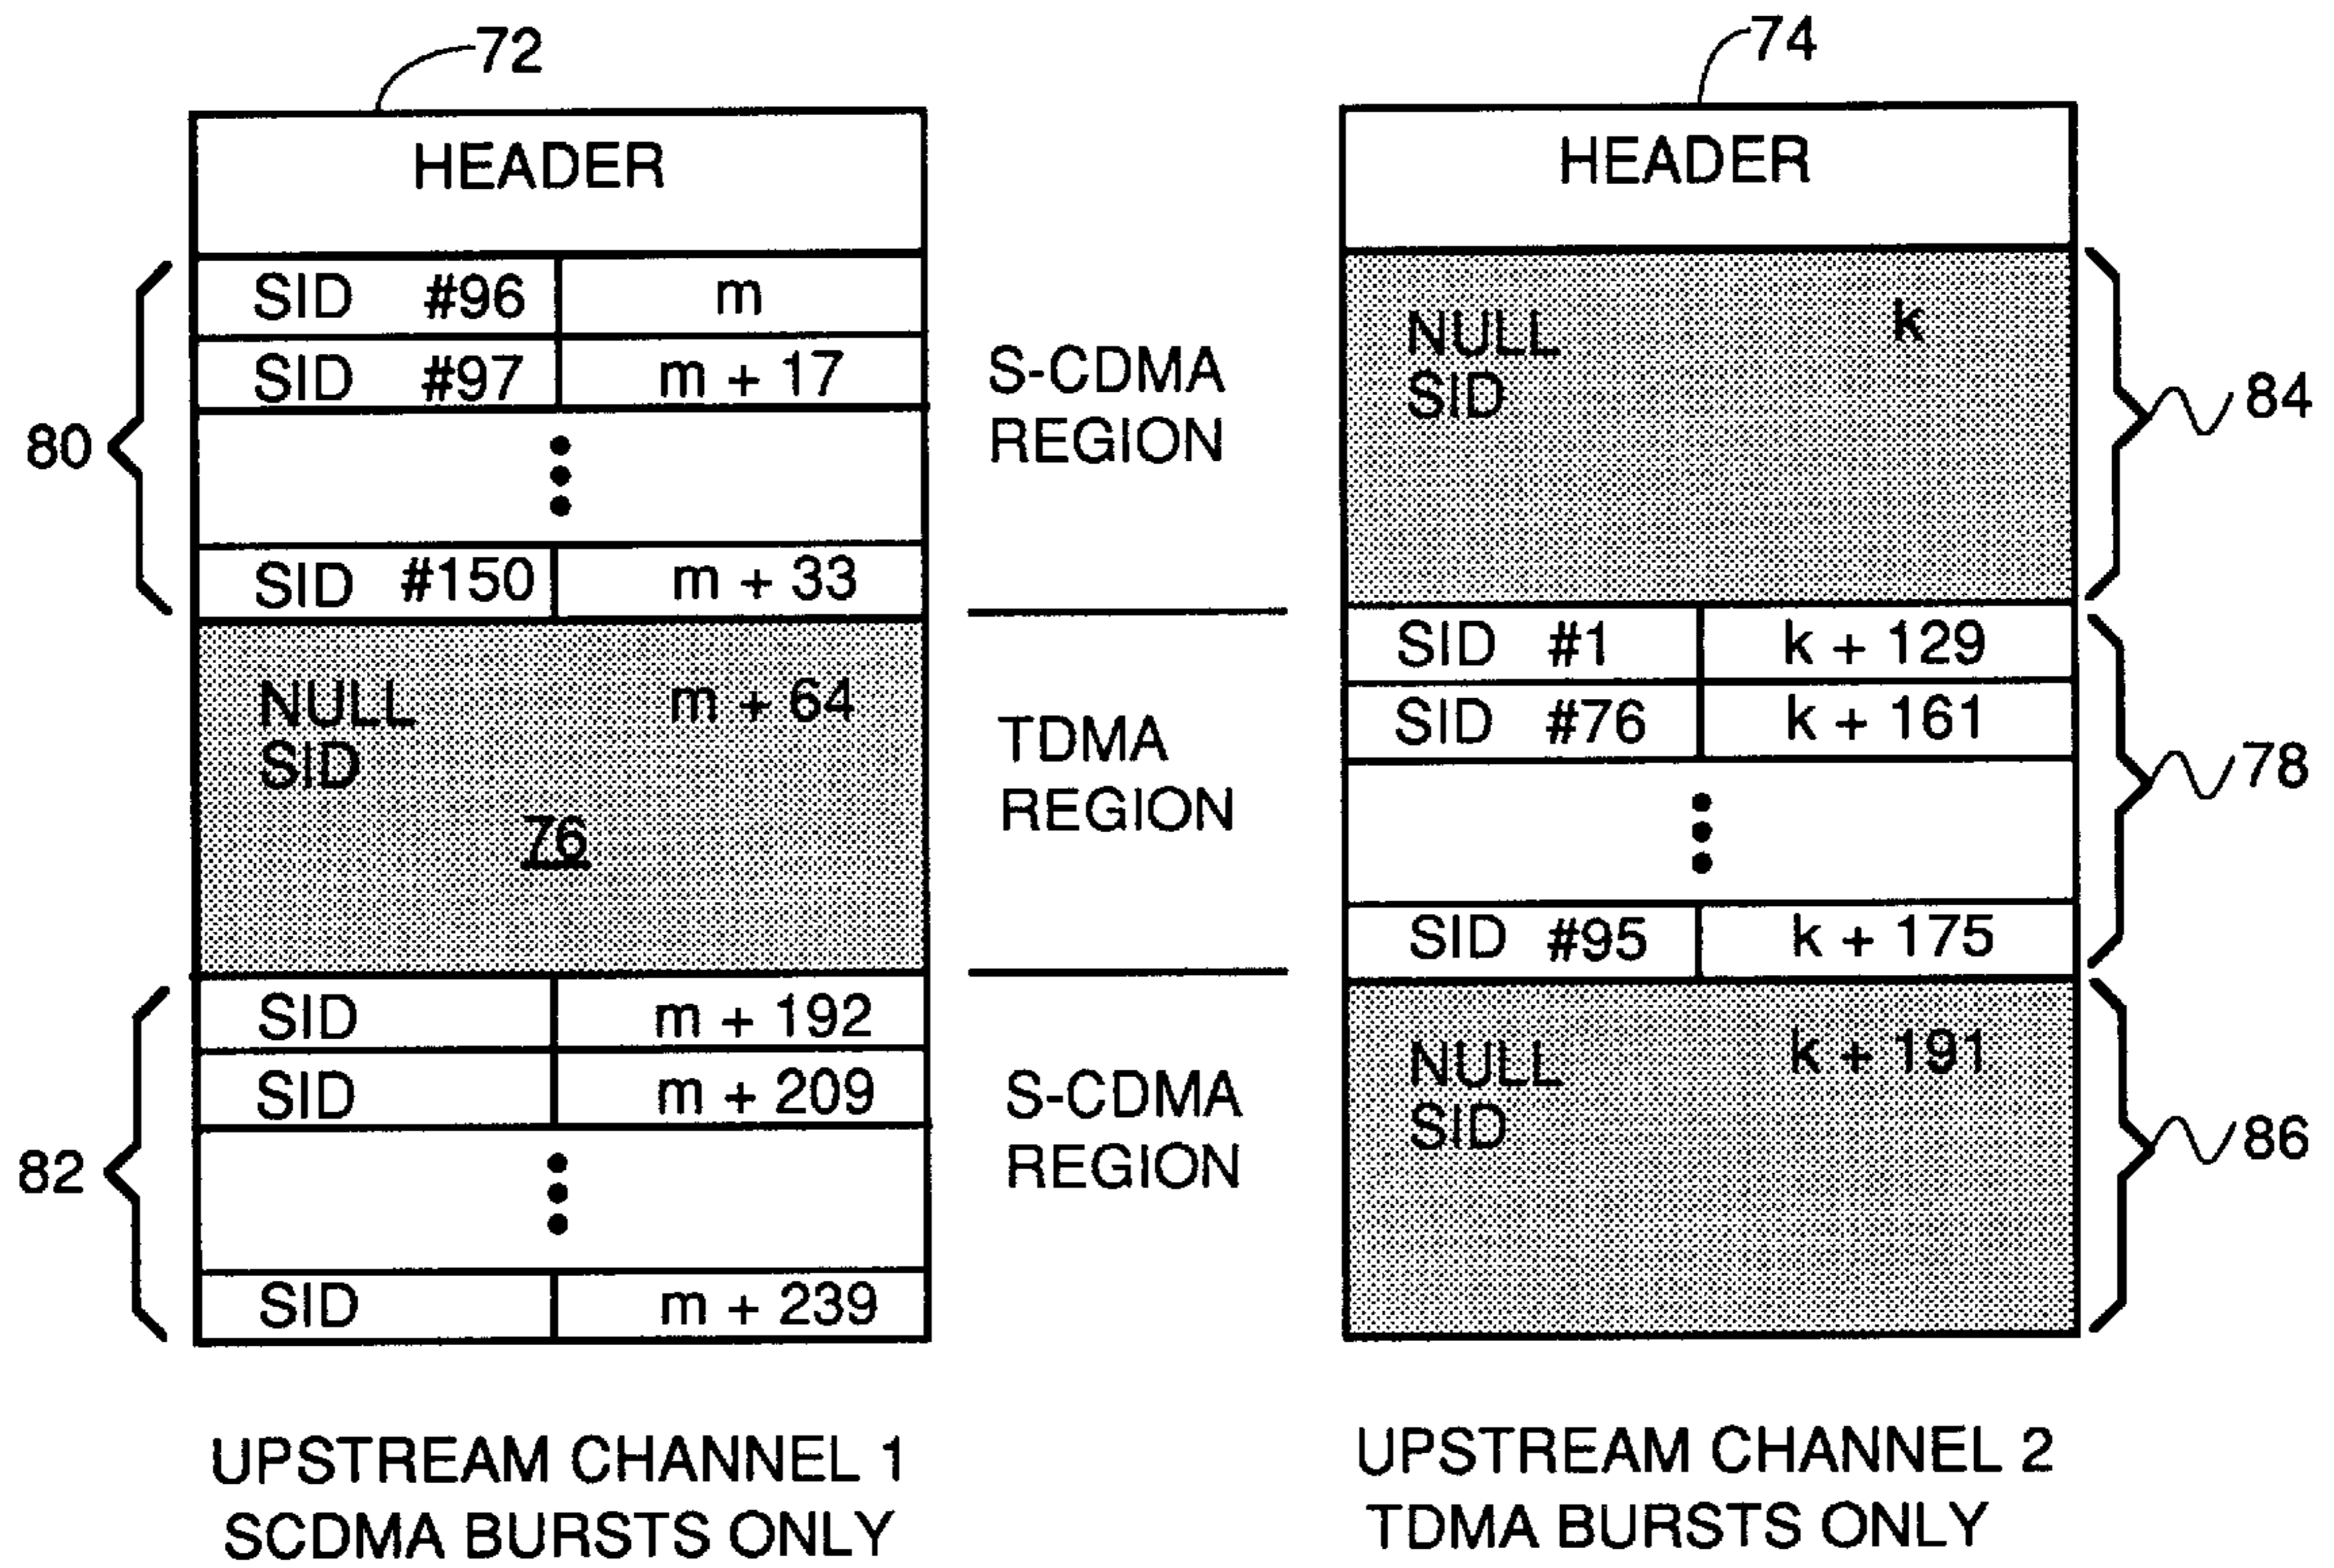 72
HEADER
SID #96 m
SID #97 m + 17
80
SID #150 m + 33
NULL m + 64
SID
76
SID m + 192
SID m + 209
82
SID m + 239
UPSTREAM CHANNEL 1
SCDMA BURSTS ONLY
S-CDMA
REGION
TDMA
REGION
S-CDMA
REGION
74
HEADER
NULL k
SID
84
SID #1 k + 129
SID #76 k + 161
78
SID #95 k + 175
NULL k + 191
SID
86
UPSTREAM CHANNEL 2
TDMA BURSTS ONLY